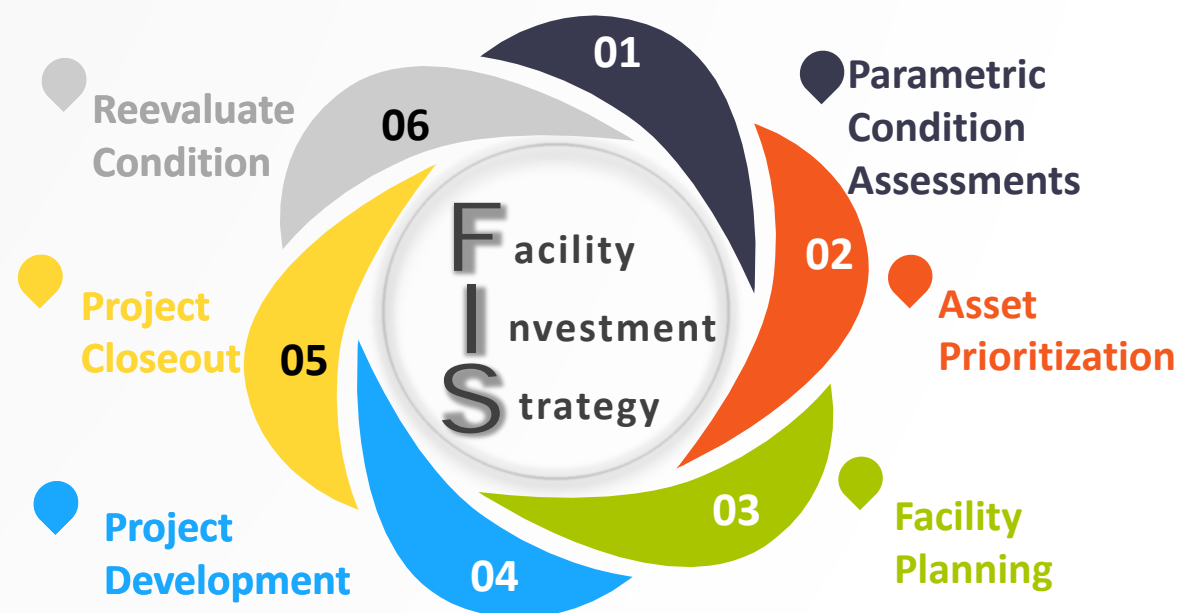 01
Parametric
Condition
Assessments
02
Asset
Prioritization
03
Facility
Planning
04
Project
Development
05
Project
Closeout
06
Reevaluate
Condition
Facility
Investment
Strategy